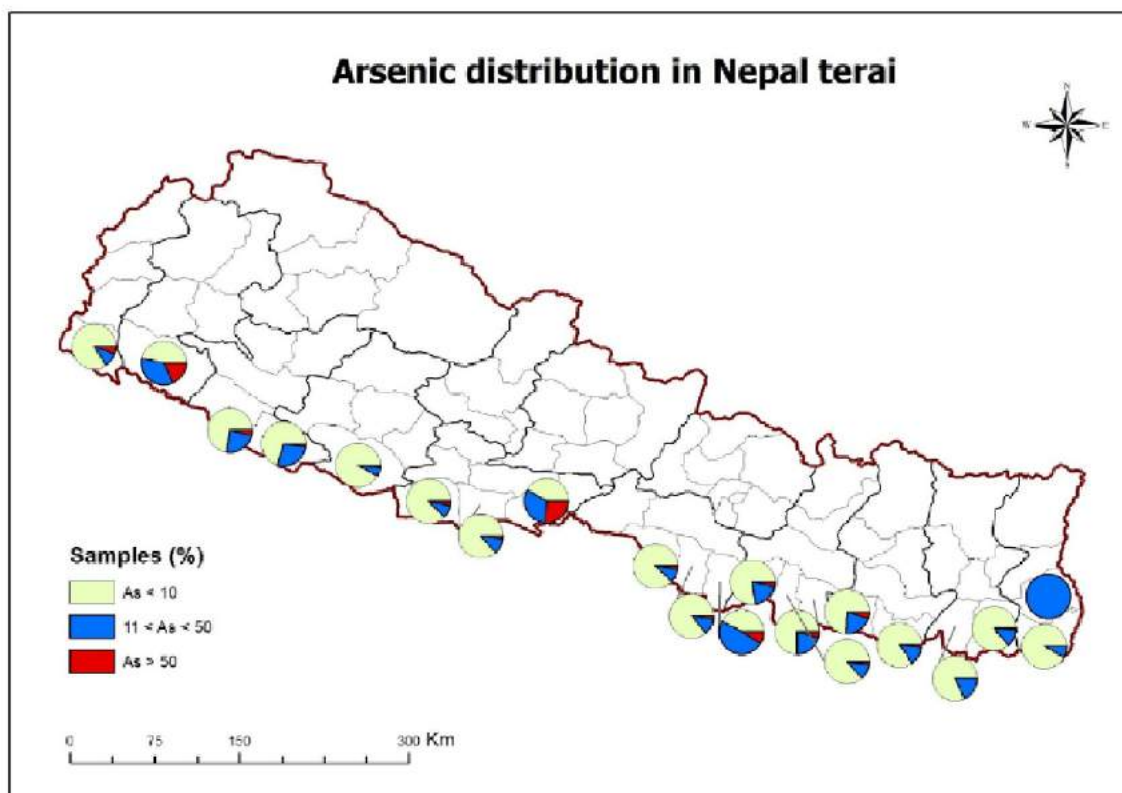 Arsenic distribution in Nepal terai
N
W E
S
Samples (%)
As < 10
11 < As < 50
As > 50
0 75 150 300 Km